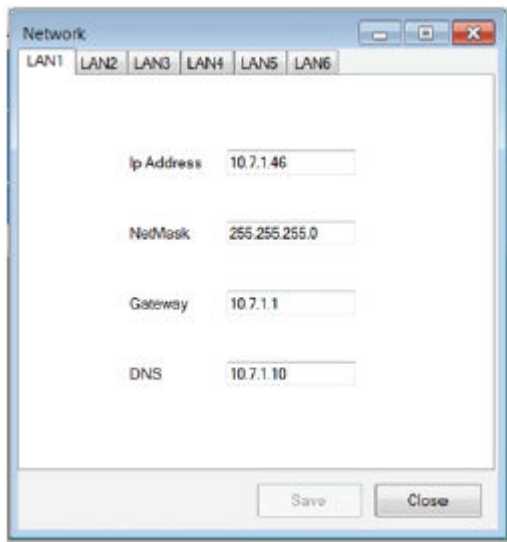 Network
LAN1 LAN2 LAN3 LAN4 LAN5 LAN6
Ip Address 10.7.1.46
NetMask 255.255.255.0
Gateway 10.7.1.1
DNS 10.7.1.10
Save Close